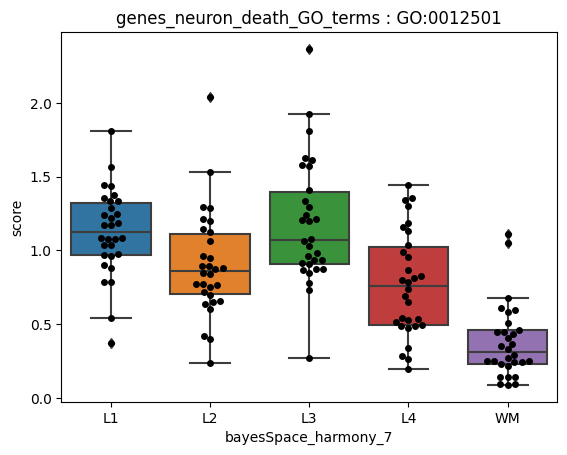 genes_neuron_death_GO_terms : GO:0012501
score
2.0
1.5
1.0
0.5
0.0
L1 L2 L3 L4 WM
bayesSpace_harmony_7